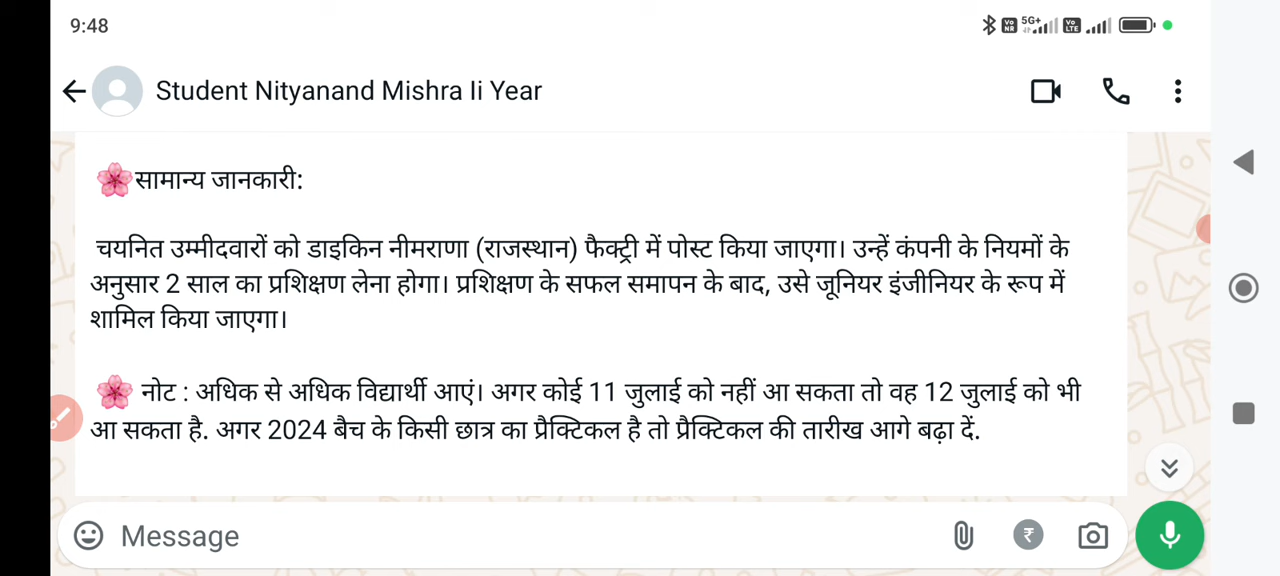 9:48
5G+
Student Nityanand Mishra Ii Year
🌸सामान्य जानकारी:
चयनित उम्मीदवारों को डाइकिन नीमराणा (राजस्थान) फैक्ट्री में पोस्ट किया जाएगा। उन्हें कंपनी के नियमों के
अनुसार 2 साल का प्रशिक्षण लेना होगा। प्रशिक्षण के सफल समापन के बाद, उसे जूनियर इंजीनियर के रूप में
शामिल किया जाएगा।
🌸 नोट : अधिक से अधिक विद्यार्थी आएं। अगर कोई 11 जुलाई को नहीं आ सकता तो वह 12 जुलाई को भी
आ सकता है. अगर 2024 बैच के किसी छात्र का प्रैक्टिकल है तो प्रैक्टिकल की तारीख आगे बढ़ा दें.
Message